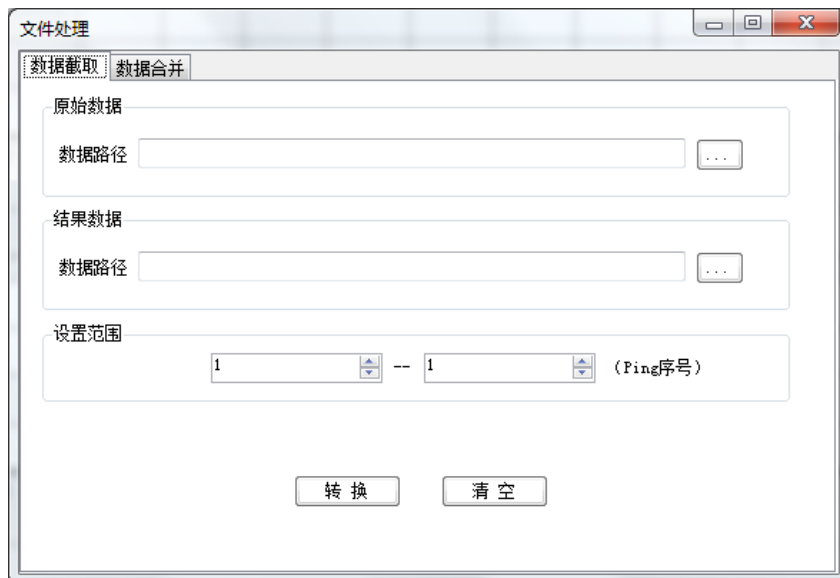 文件处理
数据截取 数据合并
原始数据
数据路径 ...
结果数据
数据路径 ...
设置范围
1 -- 1 (Ping序号)
转 换 清 空